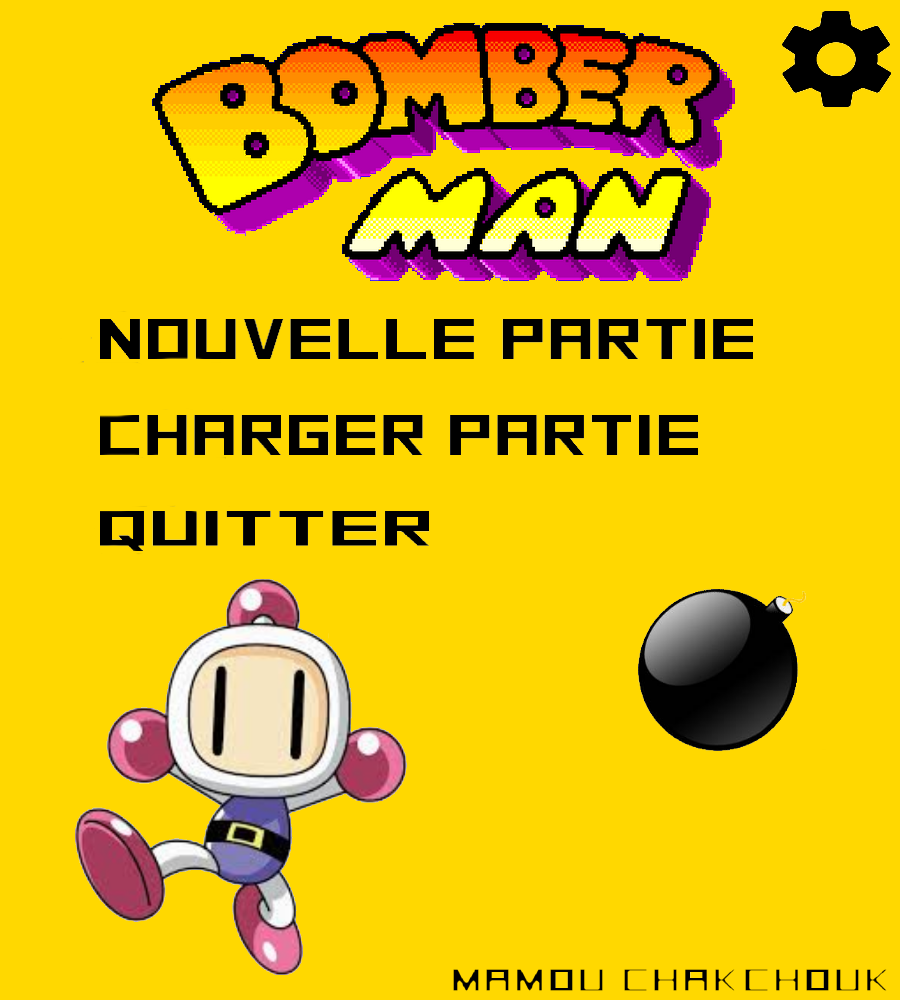 BOMBER
MAN
NOUVELLE PARTIE
CHARGER PARTIE
QUITTER
MAMOU CHAKCHOUK